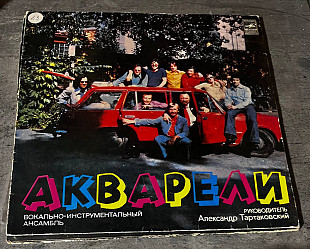 АКВАРЕЛИ
ВОКАЛЬНО-ИНСТРУМЕНТАЛЬНЫЙ
АНСАМБЛЬ
РУКОВОДИТЕЛЬ
Александр Тартаковский